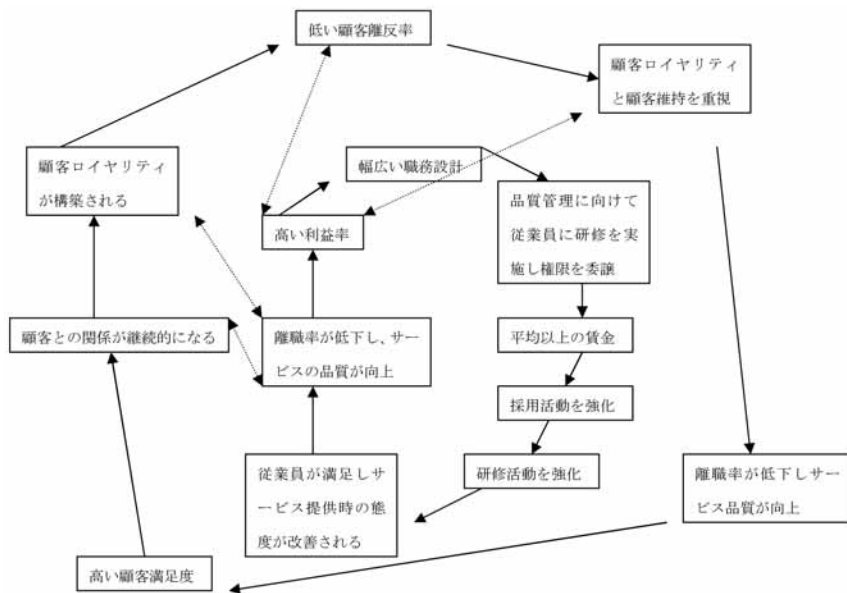 低い顧客離反率
顧客ロイヤリティ
と顧客維持を重視
顧客ロイヤリティ
が構築される
幅広い職務設計
品質管理に向けて
従業員に研修を実
施し権限を委譲
高い利益率
顧客との関係が継続的になる
離職率が低下し、サー
ビスの品質が向上
平均以上の賃金
採用活動を強化
従業員が満足しサ
ービス提供時の態
度が改善される
研修活動を強化
離職率が低下しサー
ビス品質が向上
高い顧客満足度